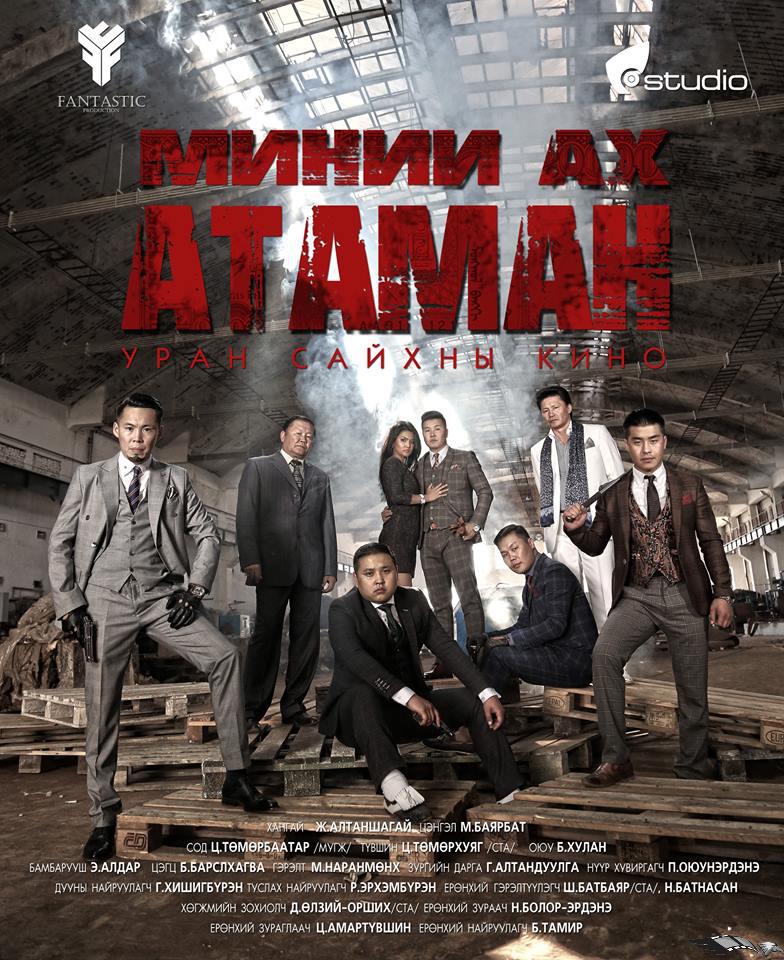 FANTASTIC
PRODUCTION
studio
МИНИЙ АХ
АТАМАН
УРАН САЙХНЫ КИНО
ХАНГАЙ Ж.АЛТАНШАГАЙ ЦЭНГЭЛ М.БАЯРБАТ
СОД Ц.ТӨМӨРБААТАР /МУГЖ/ ТҮВШИН Ц.ТӨМӨРХУЯГ /СТА/ ОЮУ Б.ХУЛАН
БАМБАРУУШ Э.АЛДАР ЦЭГЦ Б.БАРСЛХАГВА ГЭРЭЛТ М.НАРАНМӨНХ ЗУРГИЙН ДАРГА Г.АЛТАНДУУЛГА НҮҮР ХУВИРГАГЧ П.ОЮУНЭРДЭНЭ
ДУУНЫ НАЙРУУЛАГЧ Г.ХИШИГБҮРЭН ТУСЛАХ НАЙРУУЛАГЧ Р.ЭРХЭМБҮРЭН ЕРӨНХИЙ ГЭРЭЛТҮҮЛЭГЧ Ш.БАТБАЯР/СТА/, Н.БАТНАСАН
ХӨГЖМИЙН ЗОХИОЛЧ Д.ӨЛЗИЙ-ОРШИХ/СТА/ ЕРӨНХИЙ ЗУРААЧ Н.БОЛОР-ЭРДЭНЭ
ЕРӨНХИЙ ЗУРАГЛААЧ Ц.АМАРТҮВШИН ЕРӨНХИЙ НАЙРУУЛАГЧ Б.ТАМИР